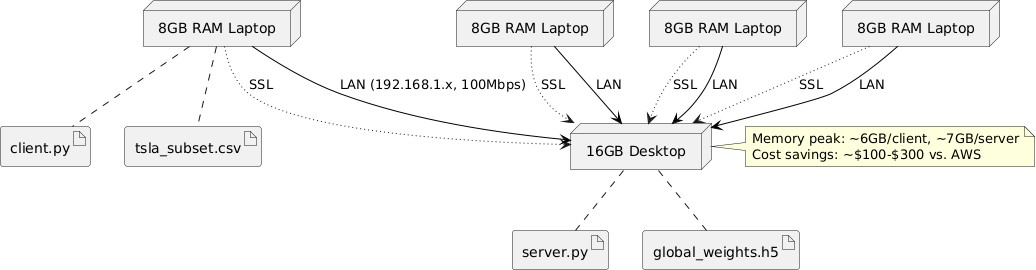 8GB RAM Laptop
8GB RAM Laptop
8GB RAM Laptop
8GB RAM Laptop
SSL
LAN (192.168.1.x, 100Mbps)
SSL
LAN
SSL
LAN
SSL
LAN
client.py
tsla_subset.csv
16GB Desktop
Memory peak: ~6GB/client, ~7GB/server
Cost savings: ~$100-$300 vs. AWS
server.py
global_weights.h5